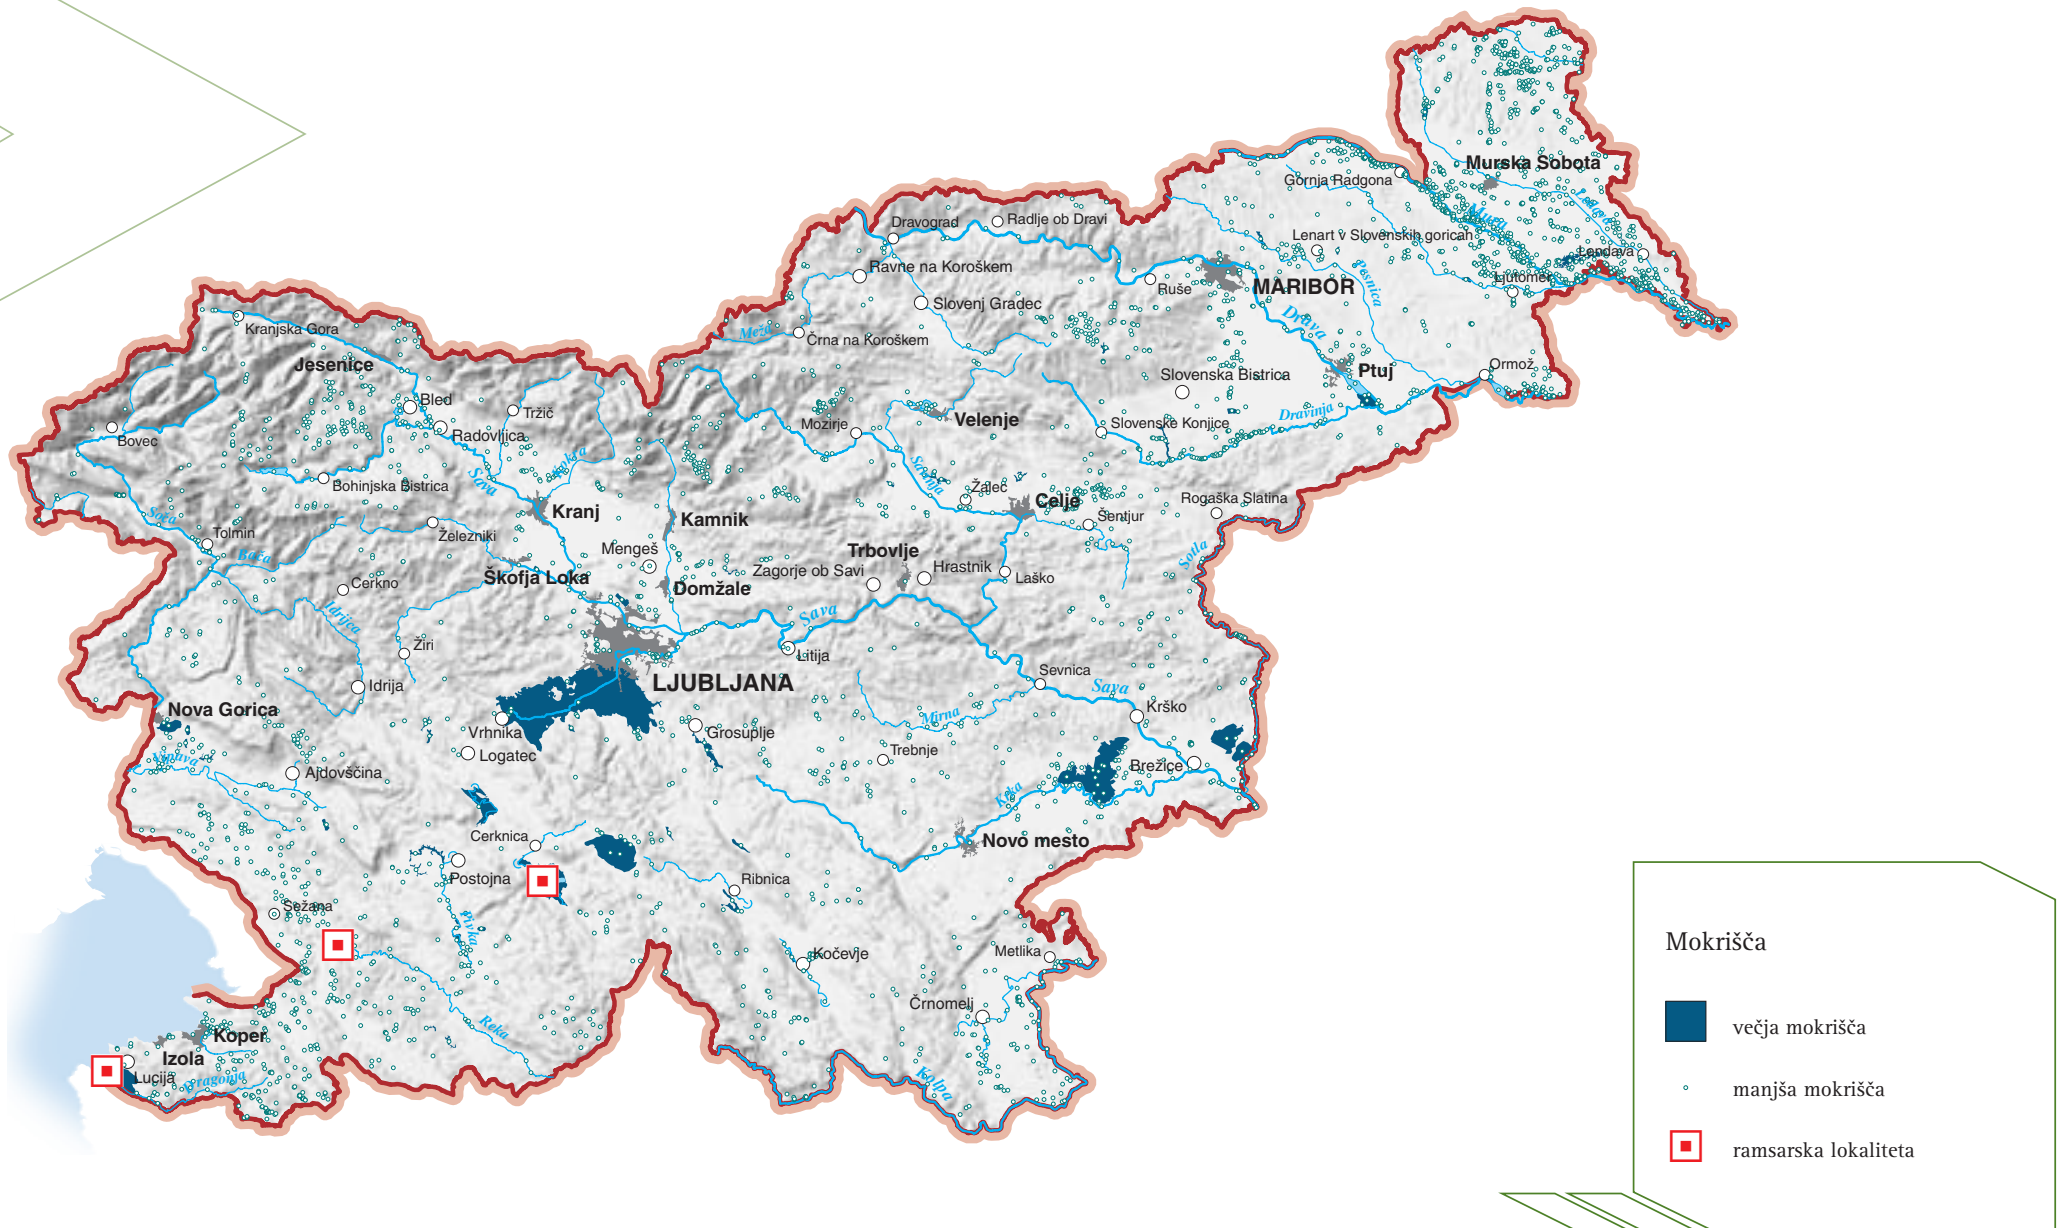 Murska Sobota
Gornja Radgona
Mura
Ledava
Dravograd
Radlje ob Dravi
Lenart v Slovenskih goricah
Lendava
Ravne na Koroškem
Pesnica
Ljutomer
Ruše
MARIBOR
Slovenj Gradec
Kranjska Gora
Meža
Črna na Koroškem
Drava
Jesenice
Ormož
Slovenska Bistrica
Ptuj
Bled
Tržič
Velenje
Dravinja
Mozirje
Slovenske Konjice
Bovec
Radovljica
Kokra
Sava
Savinja
Bohinjska Bistrica
Žalec
Celje
Rogaška Slatina
Soča
Kranj
Kamnik
Šentjur
Tolmin
Železniki
Mengeš
Trbovlje
Sotla
Bača
Hrastnik
Zagorje ob Savi
Laško
Škofja Loka
Cerkno
Domžale
Idrijca
Sava
Žiri
Litija
Sevnica
Idrija
LJUBLJANA
Sava
Nova Gorica
Krško
Mirna
Vrhnika
Grosuplje
Logatec
Trebnje
Vipava
Ajdovščina
Brežice
Krka
Cerknica
Novo mesto
Postojna
Ribnica
Sežana
Pivka
Metlika
Kočevje
Črnomelj
Reka
Koper
Izola
Lucija
Dragonja
Kolpa
Mokrišča
večja mokrišča
manjša mokrišča
ramsarska lokaliteta